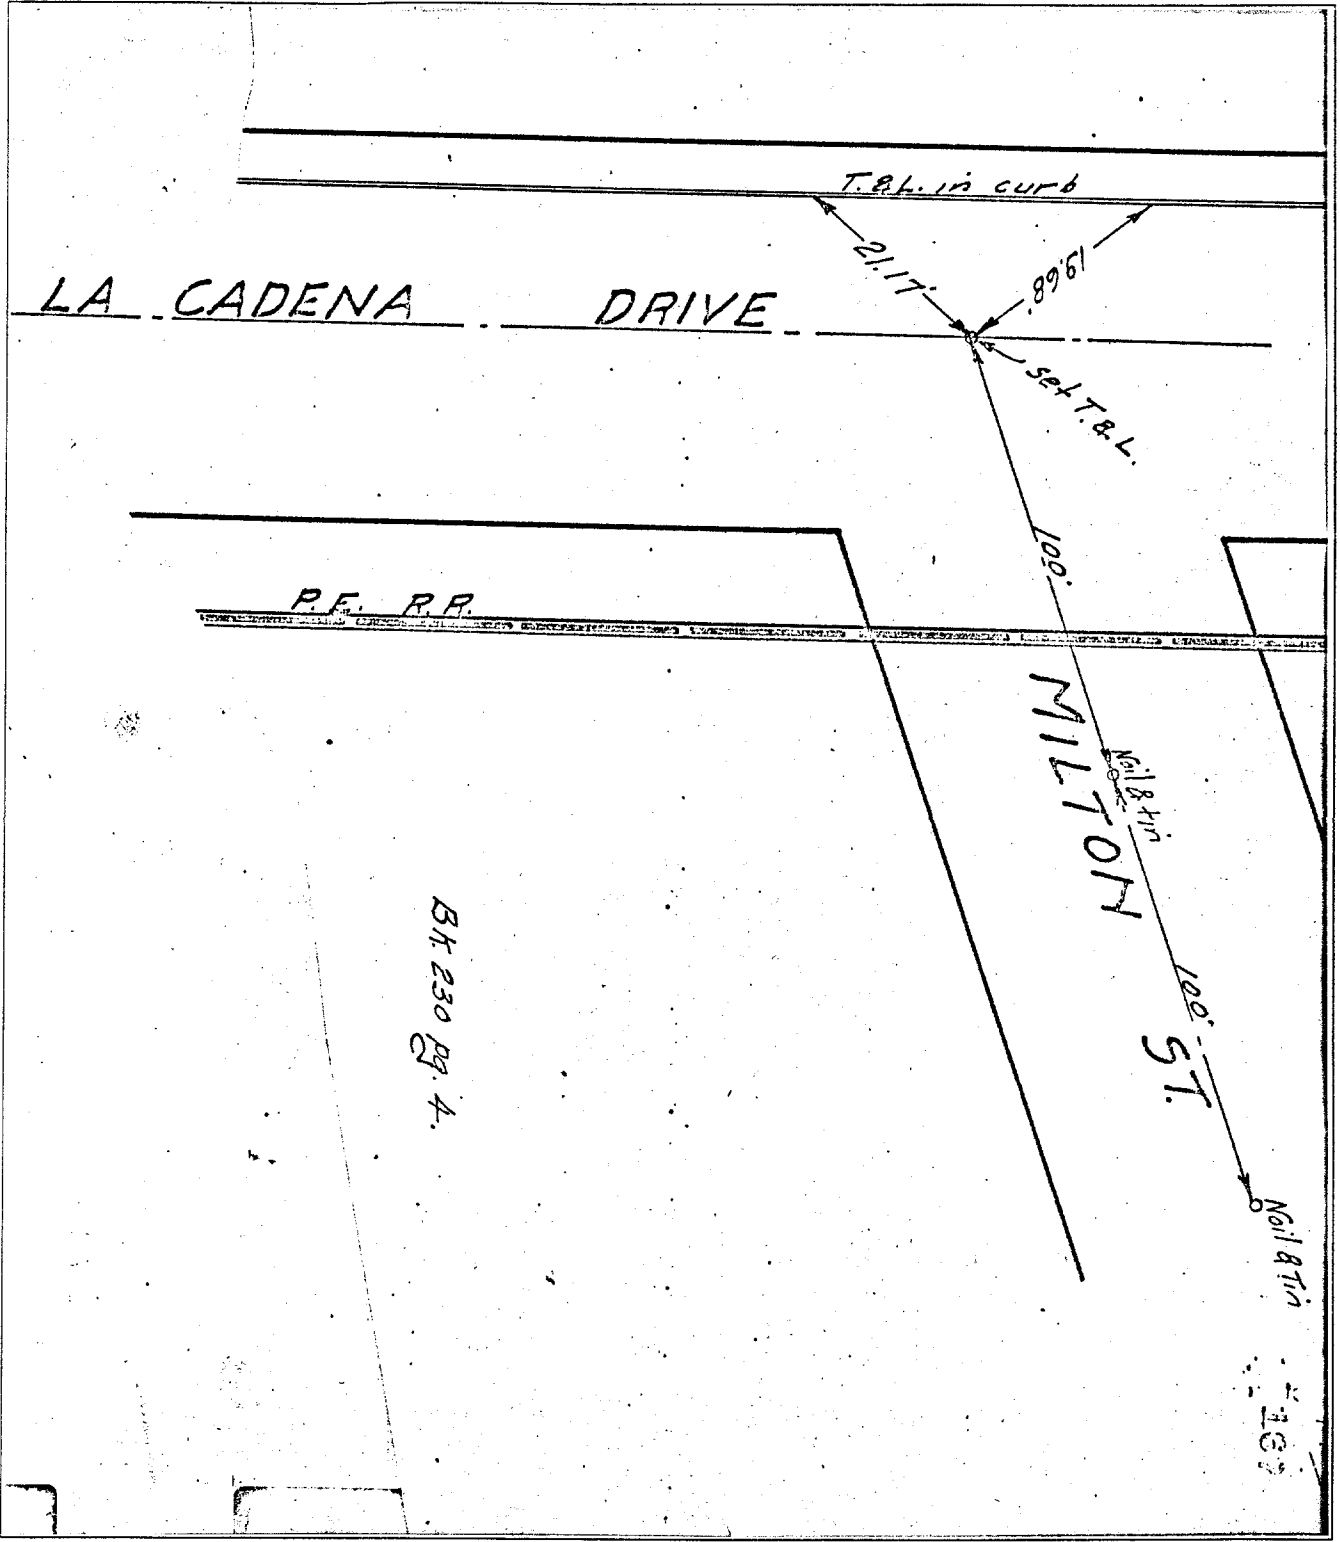 T. & L. in curb
21.17'
19.68'
LA CADENA DRIVE
set T. & L.
100'
P. E. R. R.
MILTON ST.
Nail & tin
Bk 230 pg. 4.
100'
Nail & Tin